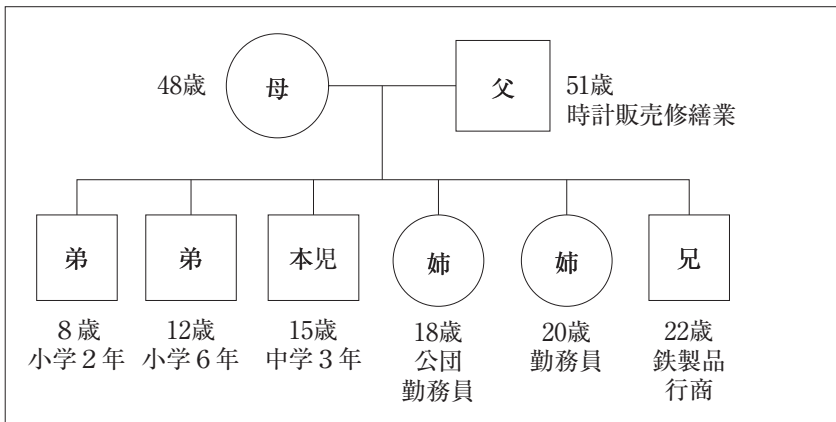 48歳
母
父
51歳
時計販売修繕業
弟
弟
本児
姉
姉
兄
8歳
小学2年
12歳
小学6年
15歳
中学3年
18歳
公団
勤務員
20歳
勤務員
22歳
鉄製品
行商